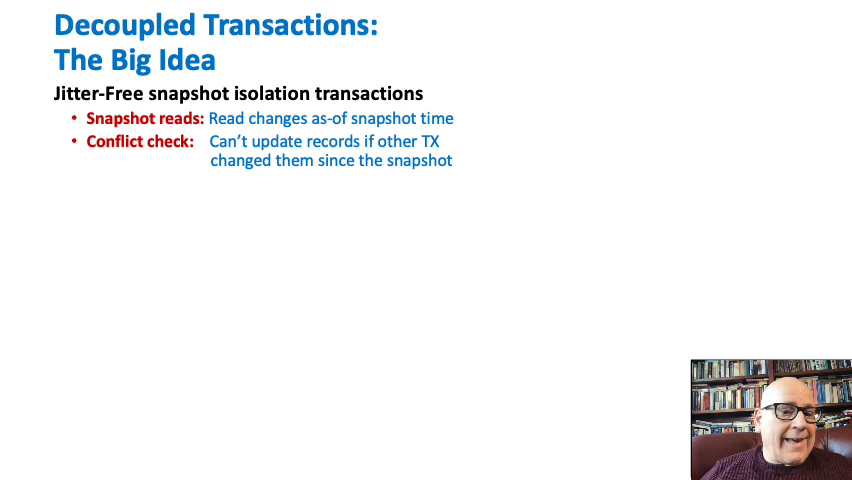 Decoupled Transactions:
The Big Idea
Jitter-Free snapshot isolation transactions
• Snapshot reads: Read changes as-of snapshot time
• Conflict check: Can’t update records if other TX
changed them since the snapshot